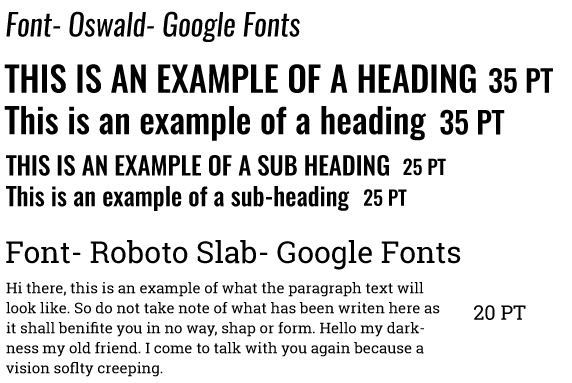 Font- Oswald- Google Fonts
THIS IS AN EXAMPLE OF A HEADING 35 PT
This is an example of a heading 35 PT
THIS IS AN EXAMPLE OF A SUB HEADING 25 PT
This is an example of a sub-heading 25 PT
Font- Roboto Slab- Google Fonts
Hi there, this is an example of what the paragraph text will
look like. So do not take note of what has been writen here as
it shall benifite you in no way, shap or form. Hello my dark-
ness my old friend. I come to talk with you again because a
vision soflty creeping.
20 PT